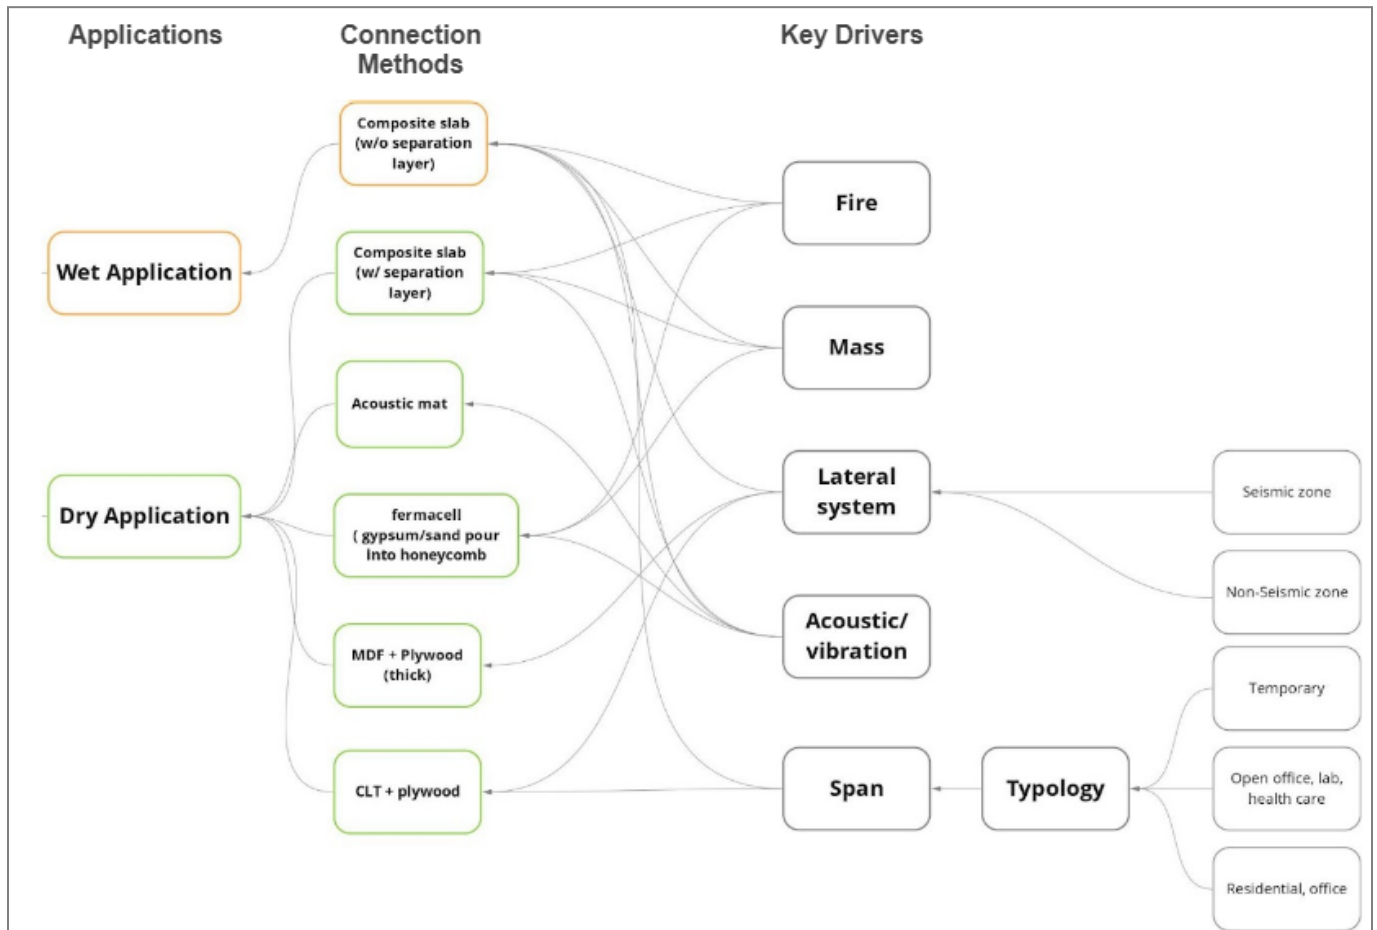 Applications
Connection
Methods
Key Drivers
Composite slab
(w/o separation
layer)
Fire
Wet Application
Composite slab
(w/ separation
layer)
Mass
Acoustic mat
Lateral
system
Seismic zone
Dry Application
fermacell
( gypsum/sand pour
into honeycomb
Non-Seismic zone
Acoustic/
vibration
MDF + Plywood
(thick)
Temporary
CLT + plywood
Span
Typology
Open office, lab,
health care
Residential, office